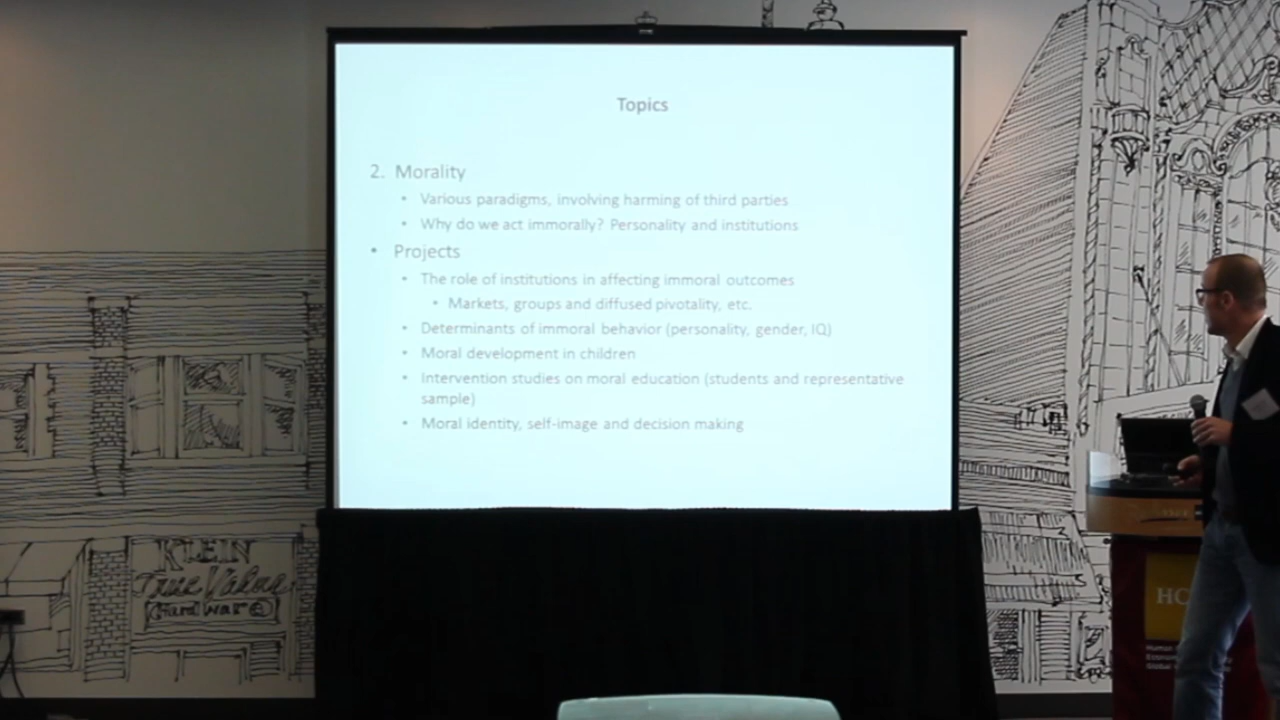 Topics
2. Morality
• Various paradigms, involving harming of third parties
• Why do we act immorally? Personality and institutions
• Projects
• The role of institutions in affecting immoral outcomes
• Markets, groups and diffused pivotality, etc.
• Determinants of immoral behavior (personality, gender, IQ)
• Moral development in children
• Intervention studies on moral education (students and representative
sample)
• Moral identity, self-image and decision making
KLEIN
True Value
Hardware
HC
Human
Econom
Global